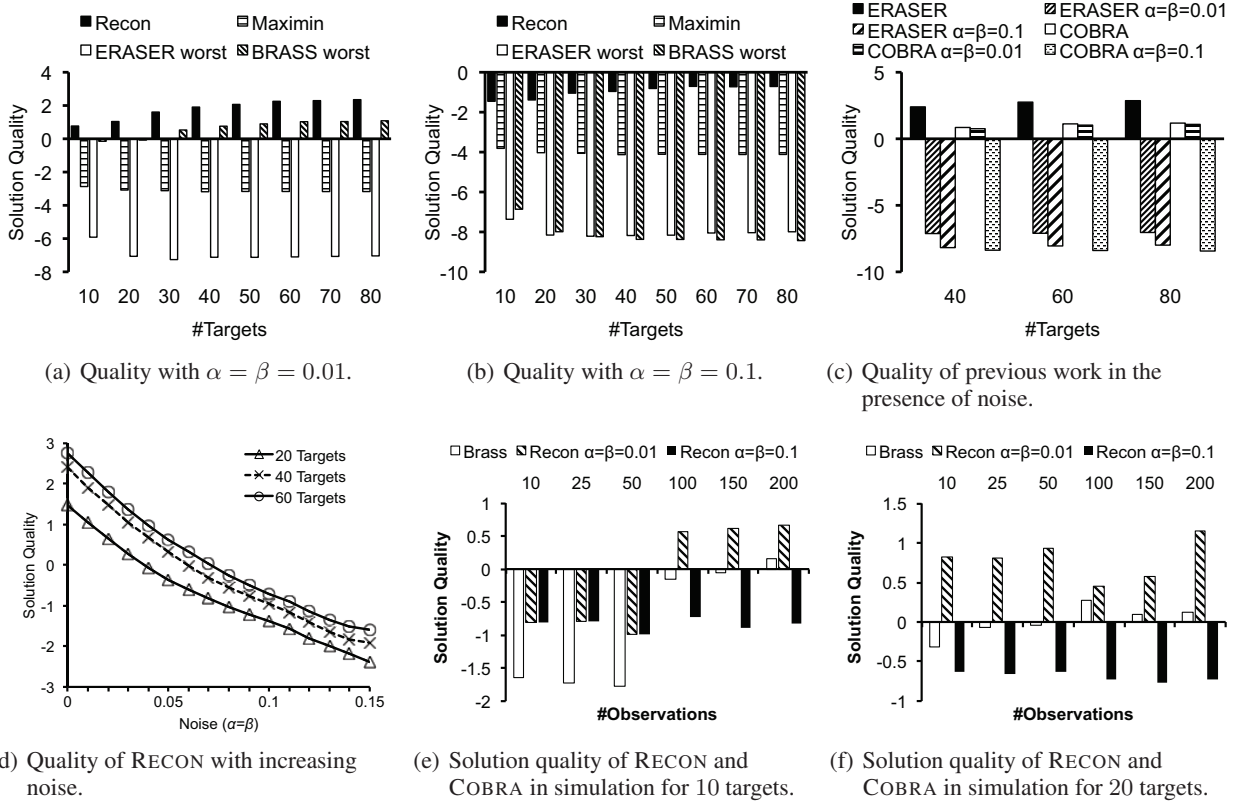 Recon Maximin
ERASER worst BRASS worst
4
2
0
-2
-4
-6
-8
Solution Quality
10 20 30 40 50 60 70 80
#Targets
(a) Quality with α = β = 0.01.
Recon Maximin
ERASER worst BRASS worst
0
-2
-4
-6
-8
-10
Solution Quality
10 20 30 40 50 60 70 80
#Targets
(b) Quality with α = β = 0.1.
ERASER ERASER α=β=0.01
ERASER α=β=0.1 COBRA
COBRA α=β=0.01 COBRA α=β=0.1
5
0
-5
-10
Solution Quality
40 60 80
#Targets
(c) Quality of previous work in the
presence of noise.
3
2
1
0
-1
-2
-3
Solution Quality
20 Targets
40 Targets
60 Targets
0 0.05 0.1 0.15
Noise (α=β)
d) Quality of RECON with increasing
noise.
Brass Recon α=β=0.01 Recon α=β=0.1
10 25 50 100 150 200
1
0.5
0
-0.5
-1
-1.5
-2
Solution Quality
#Observations
(e) Solution quality of RECON and
COBRA in simulation for 10 targets.
Brass Recon α=β=0.01 Recon α=β=0.1
10 25 50 100 150 200
1.5
1
0.5
0
-0.5
-1
Solution Quality
#Observations
(f) Solution quality of RECON and
COBRA in simulation for 20 targets.